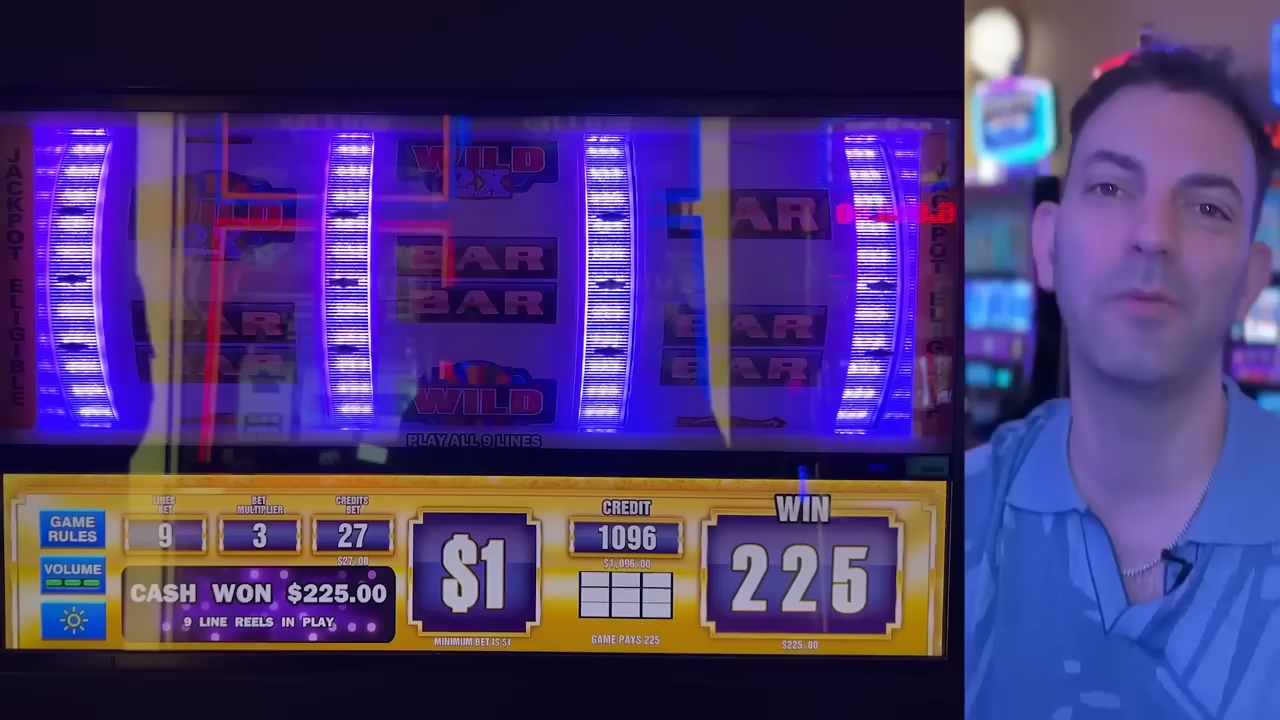 JACKPOT ELIGIBLE
WILD
WILD
BAR
BAR
BAR
BAR
BAR
BAR
BAR
WILD
PLAY ALL 9 LINES
GAME RULES
VOLUME
LINES BET
9
BET MULTIPLIER
3
CREDITS BET
27
$27.00
CASH WON $225.00
9 LINE REELS IN PLAY
$1
MINIMUM BET IS $1
CREDIT
1096
$1,096.00
GAME PAYS 225
WIN
225
$225.00